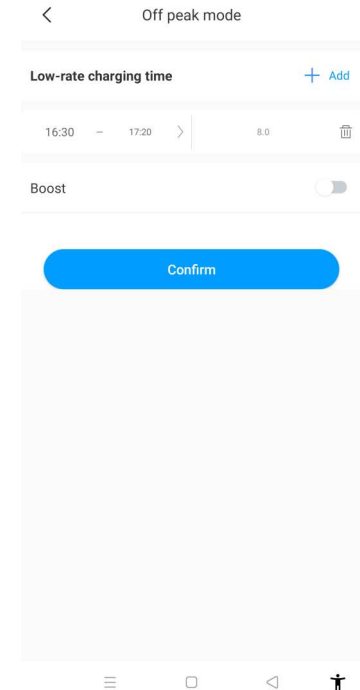 Off peak mode
Low-rate charging time + Add
16:30 – 17:20 8.0
Boost
Confirm